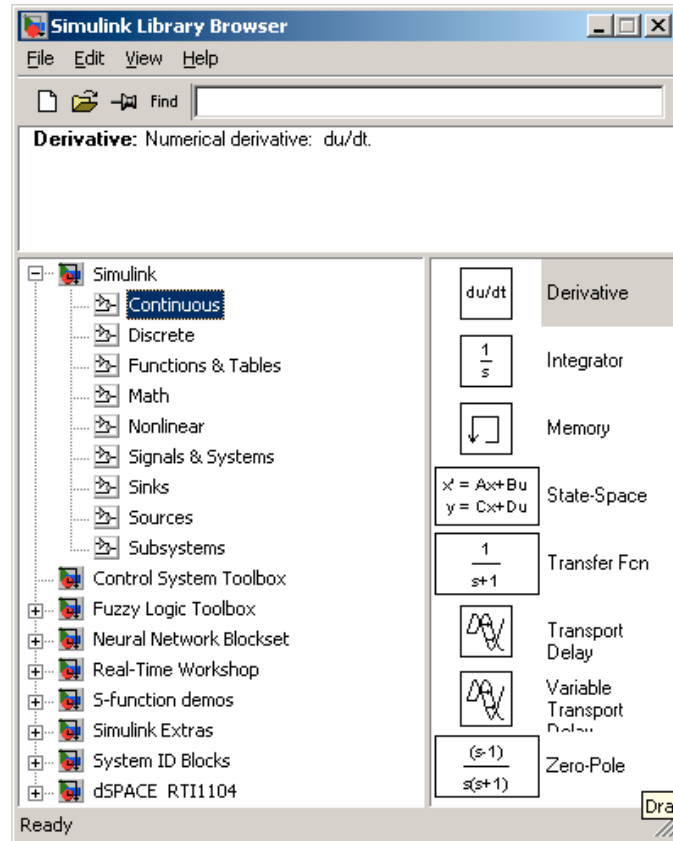 Simulink Library Browser
File Edit View Help
Find
Derivative: Numerical derivative: du/dt.
Simulink
Continuous
Discrete
Functions & Tables
Math
Nonlinear
Signals & Systems
Sinks
Sources
Subsystems
Control System Toolbox
Fuzzy Logic Toolbox
Neural Network Blockset
Real-Time Workshop
S-function demos
Simulink Extras
System ID Blocks
dSPACE RTI1104
du/dt Derivative
1
s
Integrator
Memory
x' = Ax+Bu
y = Cx+Du
State-Space
1
s+1
Transfer Fcn
Transport
Delay
Variable
Transport
Delay
(s-1)
s(s+1)
Zero-Pole
Dra
Ready